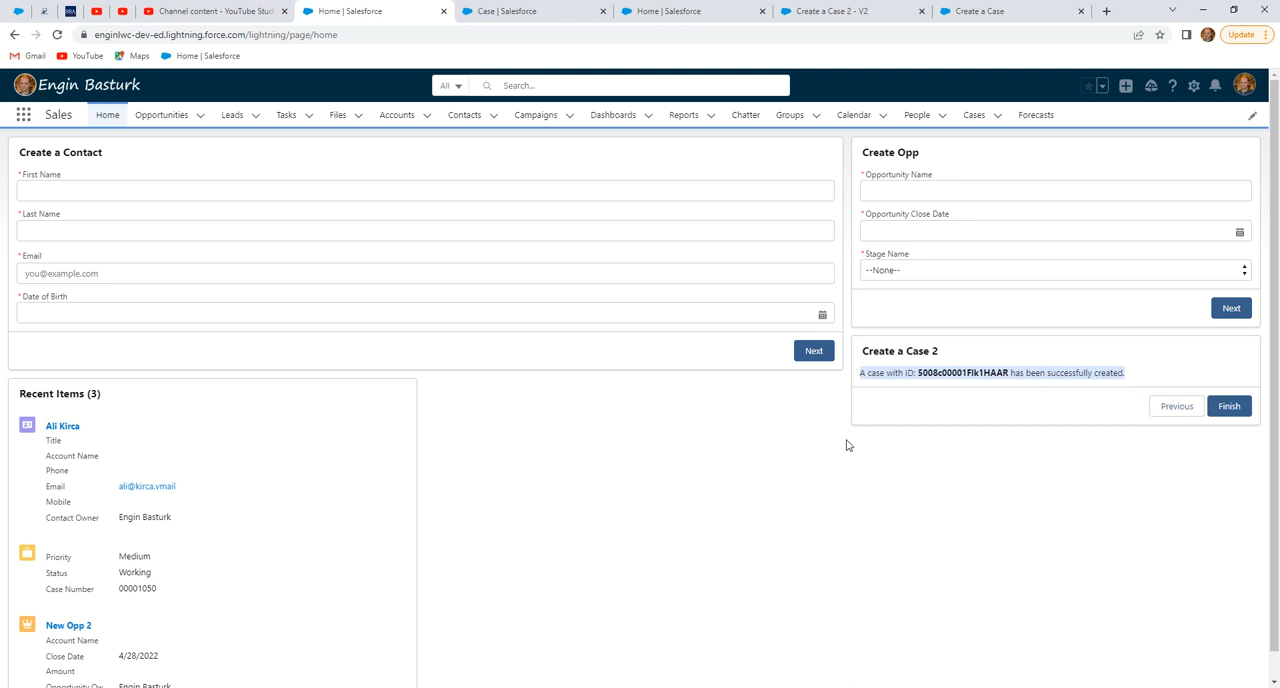 Channel content - YouTube Stud
Home | Salesforce
Case | Salesforce
Home | Salesforce
Create a Case 2 - V2
Create a Case
enginlwc-dev-ed.lightning.force.com/lightning/page/home
Update
Gmail
YouTube
Maps
Home | Salesforce
Engin Basturk
All
Search...
Sales
Home
Opportunities
Leads
Tasks
Files
Accounts
Contacts
Campaigns
Dashboards
Reports
Chatter
Groups
Calendar
People
Cases
Forecasts
Create a Contact
*First Name
*Last Name
*Email
you@example.com
*Date of Birth
Next
Create Opp
*Opportunity Name
*Opportunity Close Date
*Stage Name
--None--
Next
Create a Case 2
A case with ID: 5008c00001Flk1HAAR has been successfully created.
Previous
Finish
Recent Items (3)
Ali Kirca
Title
Account Name
Phone
Email ali@kirca.vmail
Mobile
Contact Owner Engin Basturk
Priority Medium
Status Working
Case Number 00001050
New Opp 2
Account Name
Close Date 4/28/2022
Amount
Opportunity Ow... Engin Basturk